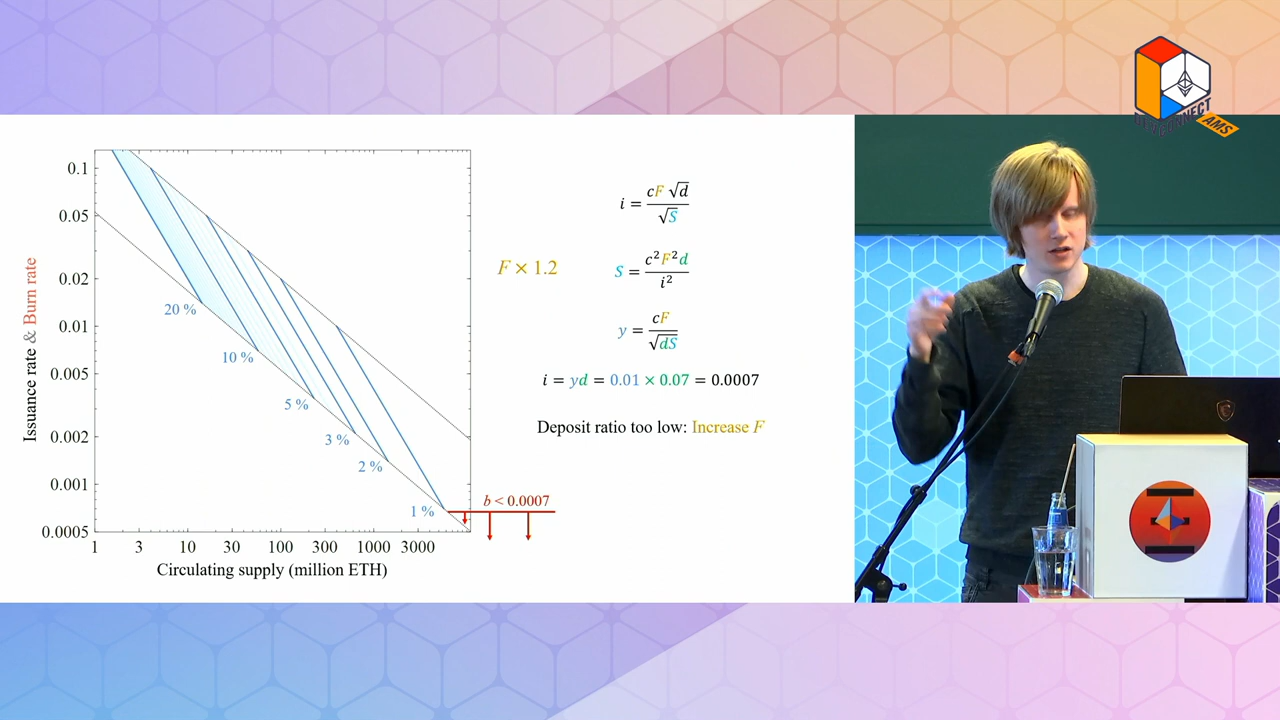 DEVCONNECT
AMS
0.1
0.05
0.02
0.01
0.005
0.002
0.001
0.0005
Issuance rate & Burn rate
20 %
10 %
5 %
3 %
2 %
1 %
b < 0.0007
1 3 10 30 100 300 1000 3000
Circulating supply (million ETH)
F × 1.2
i = cF √d / √S
S = c²F²d / i²
y = cF / √dS
i = yd = 0.01 × 0.07 = 0.0007
Deposit ratio too low: Increase F